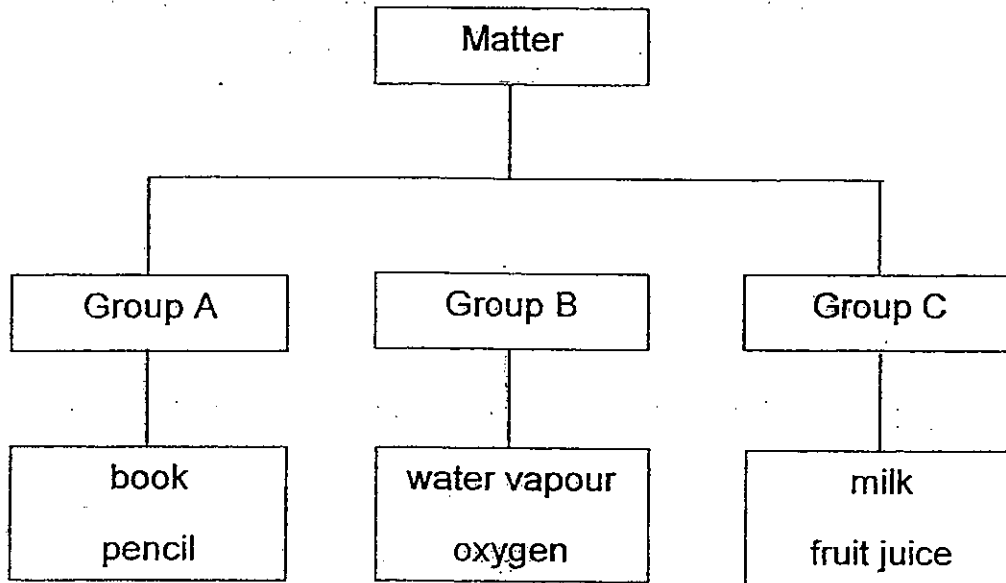 Matter
Group A
Group B
Group C
book
pencil
water vapour
oxygen
milk
fruit juice